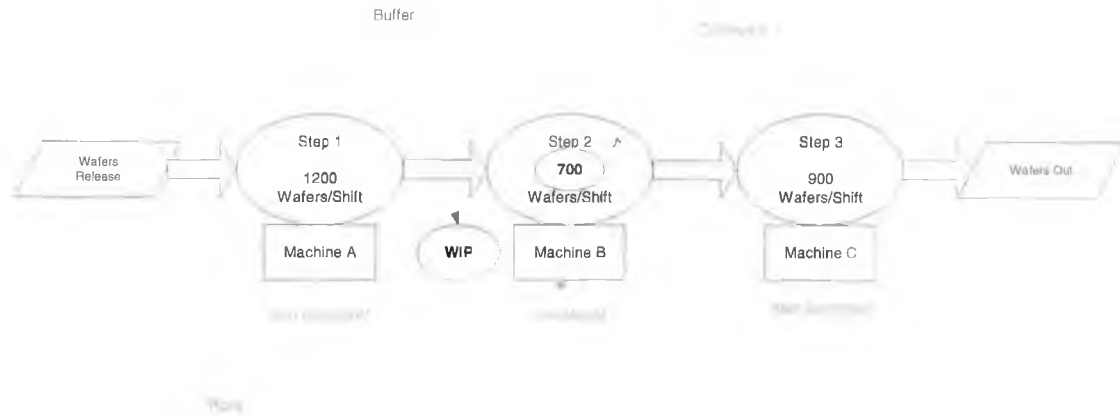 Buffer
Wafers
Release
Step 1
1200
Wafers/Shift
Machine A
WIP
Step 2
700
Wafers/Shift
Machine B
Step 3
900
Wafers/Shift
Machine C
Wafers Out